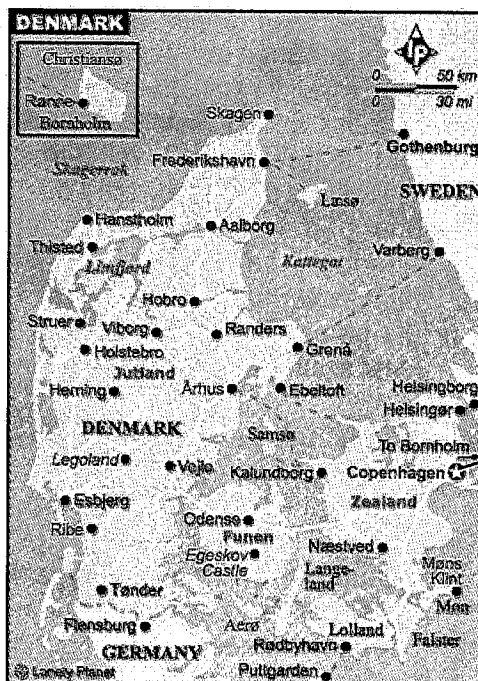 DENMARK
Christiansø
Rønne
Bornholm
LP
0 50 km
0 30 mi
Skagen
Gothenburg
Frederikshavn
Skagerrak
SWEDEN
Læsø
Hanstholm
Aalborg
Thisted
Limfjord
Kattegat
Varberg
Hobro
Struer
Viborg
Randers
Holstebro
Grenå
Jutland
Herning
Århus
Ebeltoft
Helsingborg
Helsingør
DENMARK
Samsø
To Bornholm
Legoland
Vejle
Kalundborg
Copenhagen
Zealand
Esbjerg
Odense
Ribe
Funen
Egeskov
Castle
Næstved
Lange-
land
Møns
Klint
Tønder
Møn
Flensburg
Aerø
Lolland
Falster
GERMANY
Rødbyhavn
Puttgarden
Lonely Planet